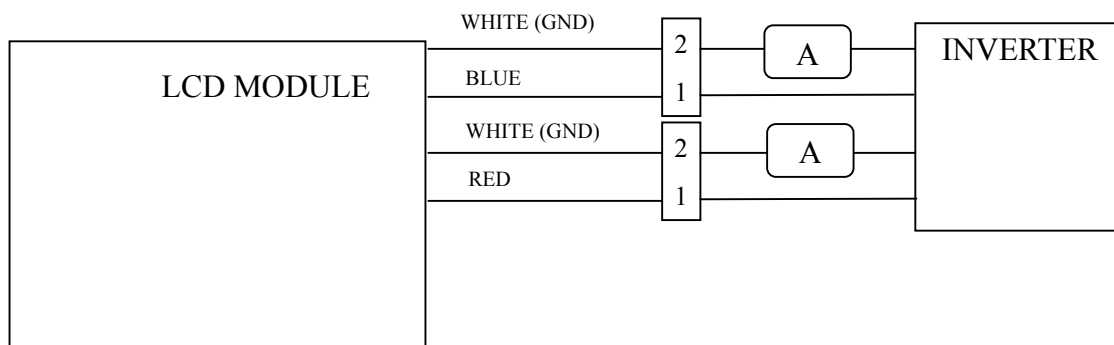 WHITE (GND)
2
A
INVERTER
LCD MODULE
BLUE
1
WHITE (GND)
2
A
RED
1